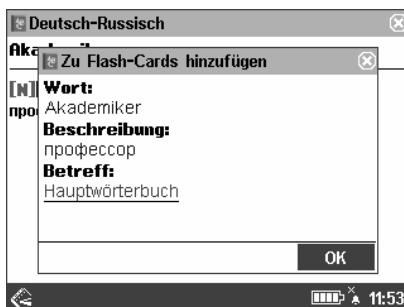 Deutsch-Russisch
Zu Flash-Cards hinzufügen
[N]
Wort:
Akademiker
Beschreibung:
профессор
Betreff:
Hauptwörterbuch
OK
11:53